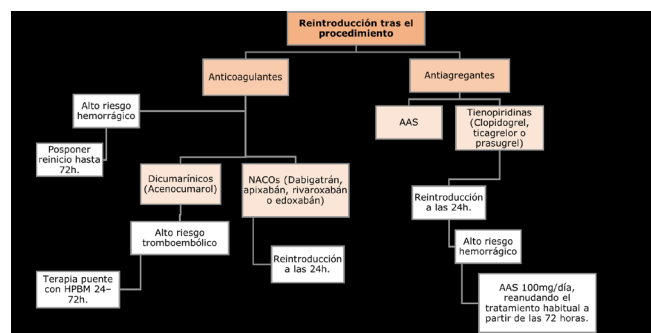 Reintroducción tras el
procedimiento
Anticoagulantes
Antiagregantes
Alto riesgo
hemorrágico
Posponer
reinicio hasta
72h.
Dicumarínicos
(Acenocumarol)
NACOs (Dabigatrán,
apixabán, rivaroxabán
o edoxabán)
Alto riesgo
tromboembólico
Reintroducción
a las 24h.
Terapia puente
con HPBM 24–
72h.
AAS
Tienopiridinas
(Clopidogrel,
ticagrelor o
prasugrel)
Reintroducción
a las 24h.
Alto riesgo
hemorrágico
AAS 100mg/día,
reanudando el
tratamiento habitual a
partir de las 72 horas.